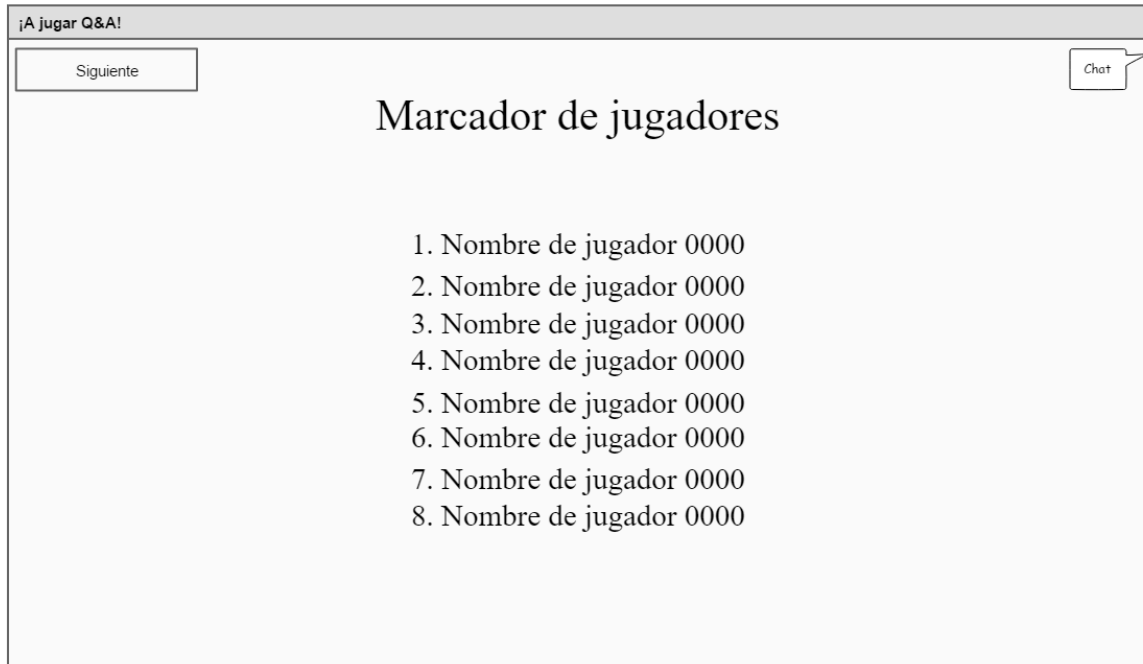 ¡A jugar Q&A!
Siguiente
Chat
Marcador de jugadores
1. Nombre de jugador 0000
2. Nombre de jugador 0000
3. Nombre de jugador 0000
4. Nombre de jugador 0000
5. Nombre de jugador 0000
6. Nombre de jugador 0000
7. Nombre de jugador 0000
8. Nombre de jugador 0000